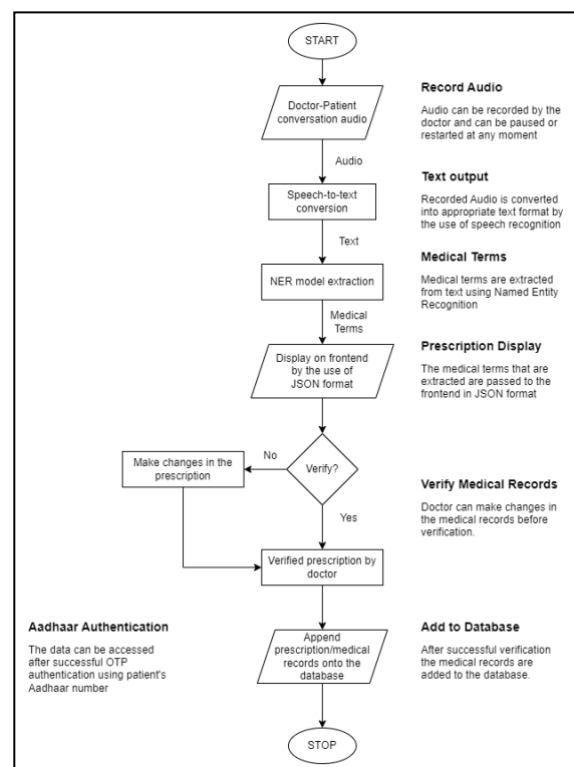 START
Doctor-Patient
conversation audio
Record Audio
Audio can be recorded by the
doctor and can be paused or
restarted at any moment
Audio
Speech-to-text
conversion
Text output
Recorded Audio is converted
into appropriate text format by
the use of speech recognition
Text
NER model extraction
Medical Terms
Medical terms are extracted
from text using Named Entity
Recognition
Medical
Terms
Display on frontend
by the use of
JSON format
Prescription Display
The medical terms that are
extracted are passed to the
frontend in JSON format
Verify?
No
Make changes in the
prescription
Verify Medical Records
Doctor can make changes in
the medical records before
verification.
Yes
Verified prescription by
doctor
Aadhaar Authentication
The data can be accessed
after successful OTP
authentication using patient's
Aadhaar number
Append
prescription/medical
records onto the
database
Add to Database
After successful verification
the medical records are
added to the database.
STOP